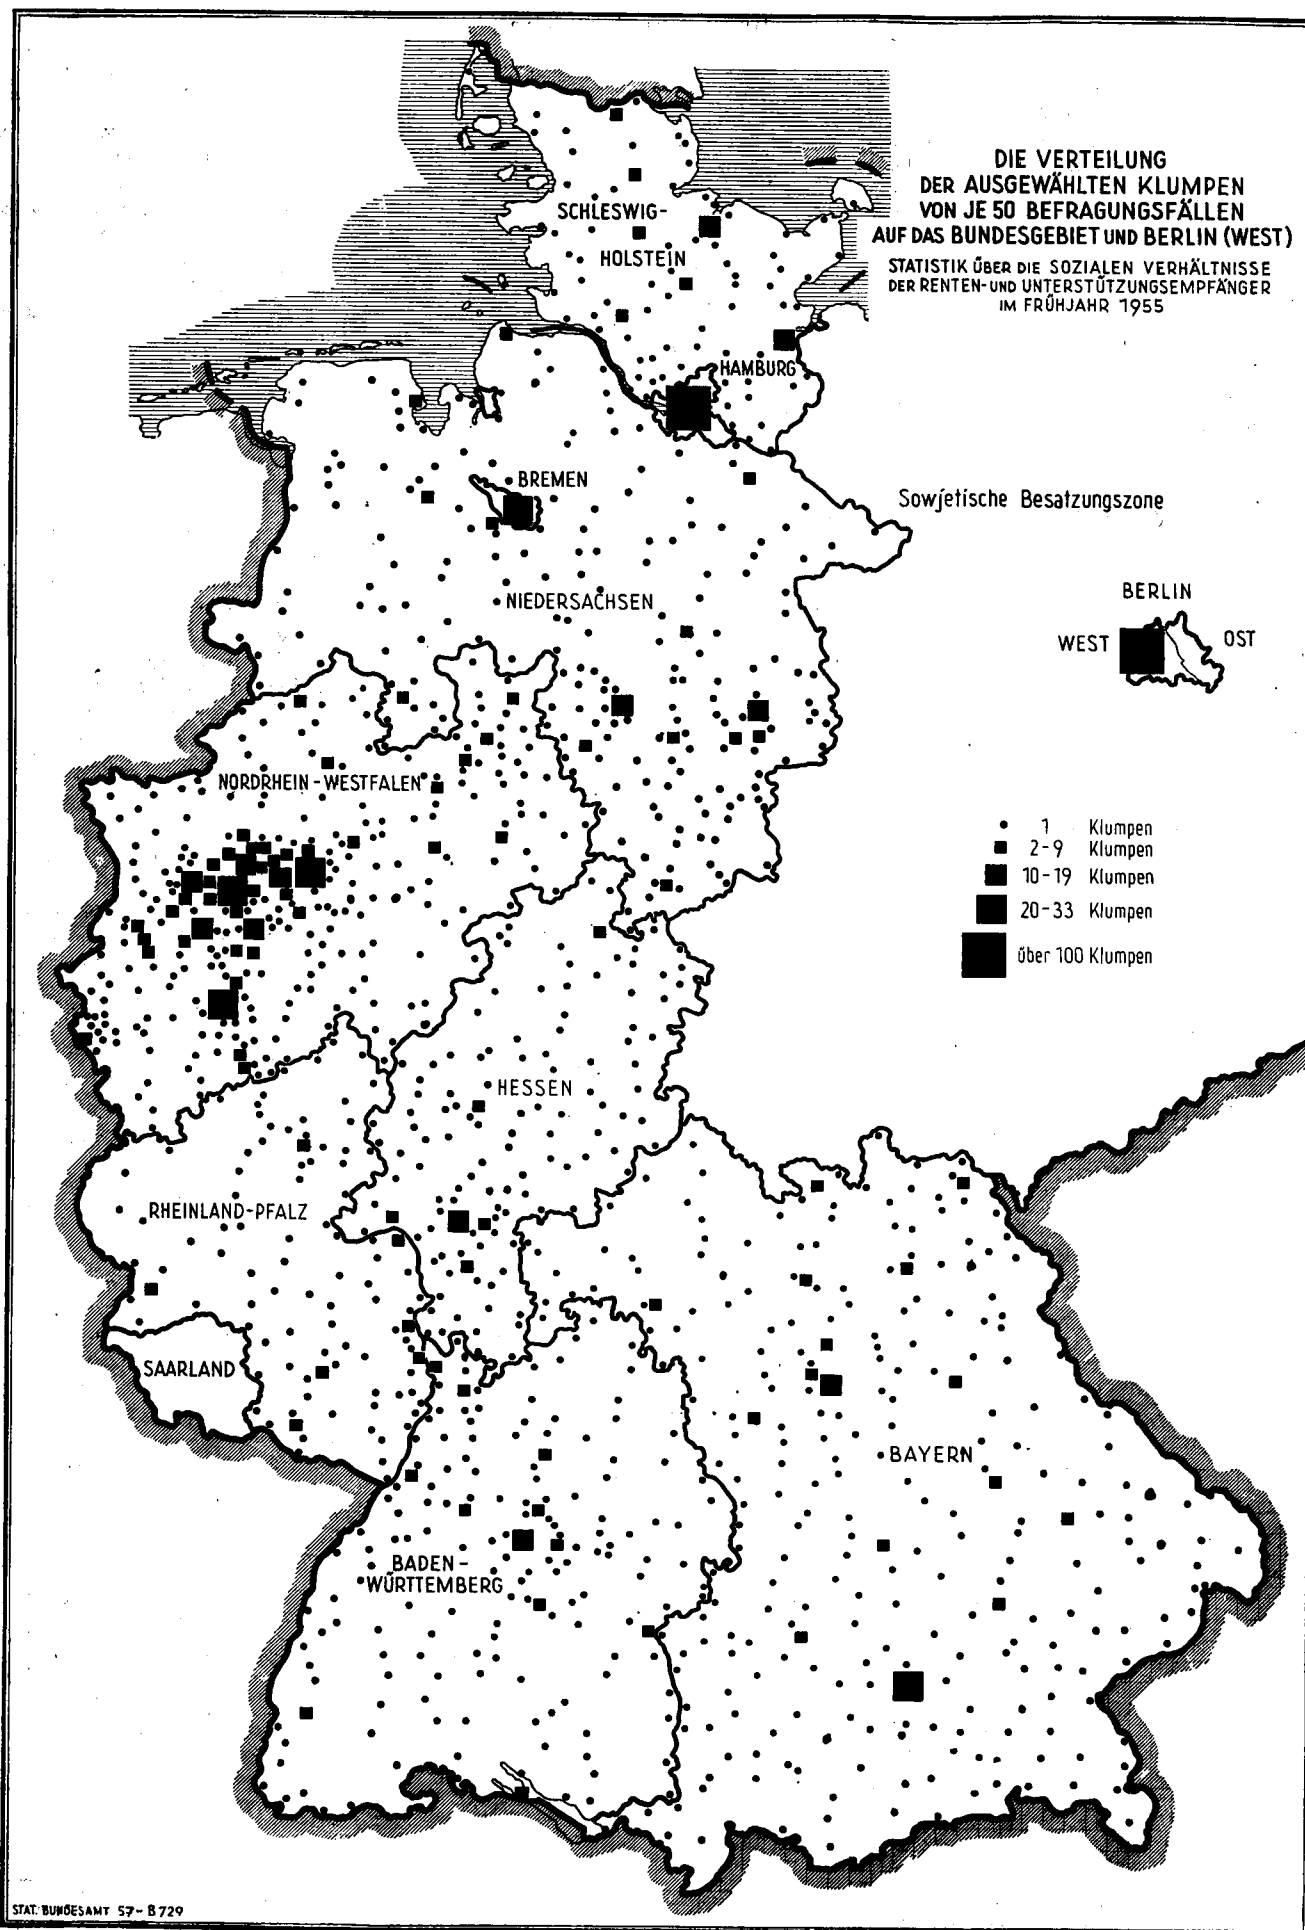 DIE VERTEILUNG
DER AUSGEWÄHLTEN KLUMPEN
VON JE 50 BEFRAGUNGSFÄLLEN
AUF DAS BUNDESGEBIET UND BERLIN (WEST)
STATISTIK ÜBER DIE SOZIALEN VERHÄLTNISSE
DER RENTEN- UND UNTERSTÜTZUNGSEMPFÄNGER
IM FRÜHJAHR 1955
SCHLESWIG-
HOLSTEIN
HAMBURG
BREMEN
Sowjetische Besatzungszone
NIEDERSACHSEN
BERLIN
WEST
OST
NORDRHEIN-WESTFALEN
1 Klumpen
2-9 Klumpen
10-19 Klumpen
20-33 Klumpen
über 100 Klumpen
HESSEN
RHEINLAND-PFALZ
SAARLAND
BAYERN
BADEN-
WÜRTTEMBERG
STAT. BUNDESAMT 57-B 729